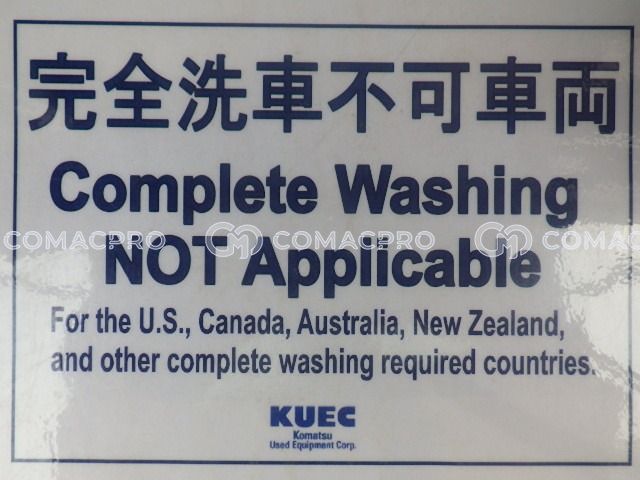 完全洗車不可車両
Complete Washing
COMACPRO COMACPRO COMACPRO
NOT Applicable
For the U.S., Canada, Australia, New Zealand,
and other complete washing required countries.
KUEC
Komatsu
Used Equipment Corp.